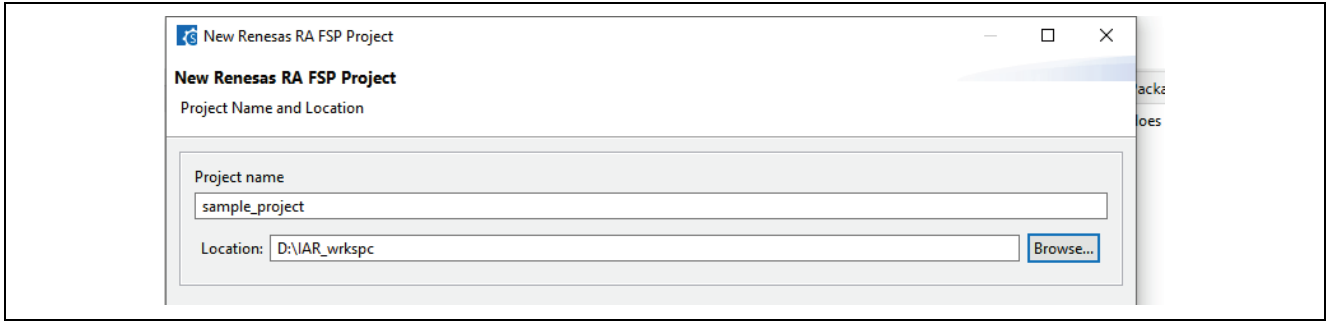 New Renesas RA FSP Project
New Renesas RA FSP Project
Project Name and Location
Project name
sample_project
Location: D:\IAR_wrkspc Browse...